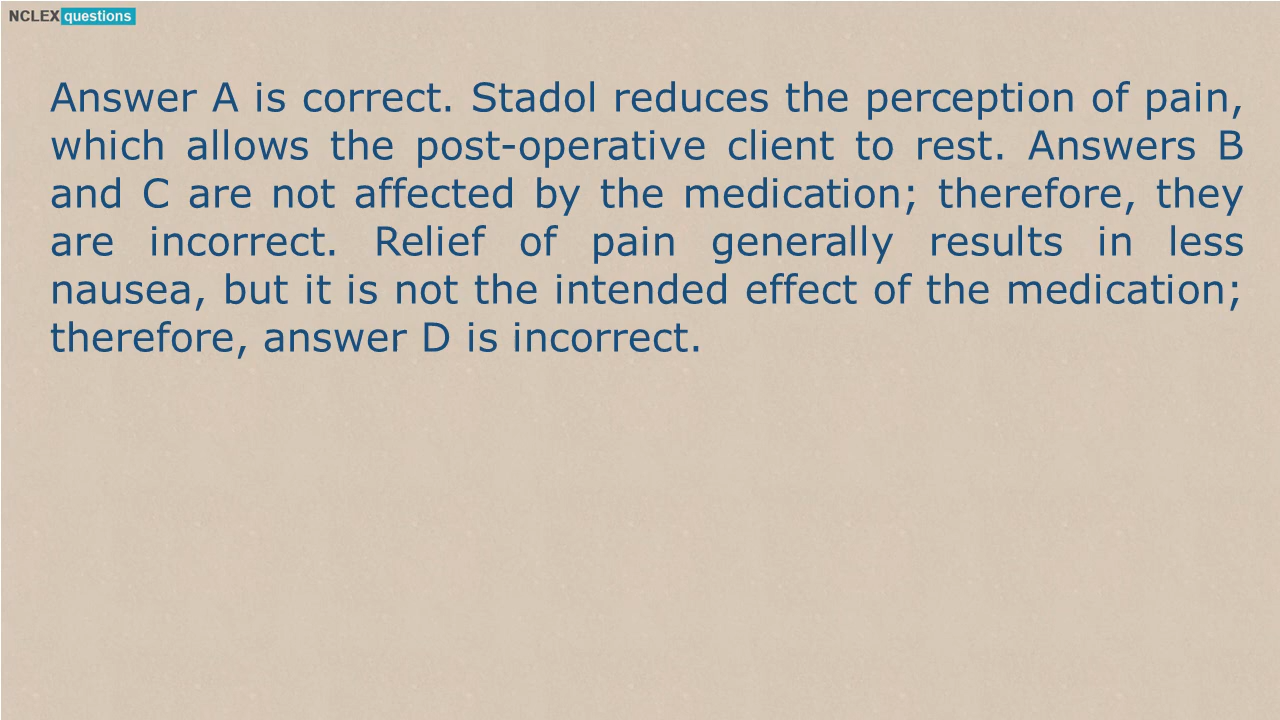 NCLEX questions
Answer A is correct. Stadol reduces the perception of pain,
which allows the post-operative client to rest. Answers B
and C are not affected by the medication; therefore, they
are incorrect. Relief of pain generally results in less
nausea, but it is not the intended effect of the medication;
therefore, answer D is incorrect.